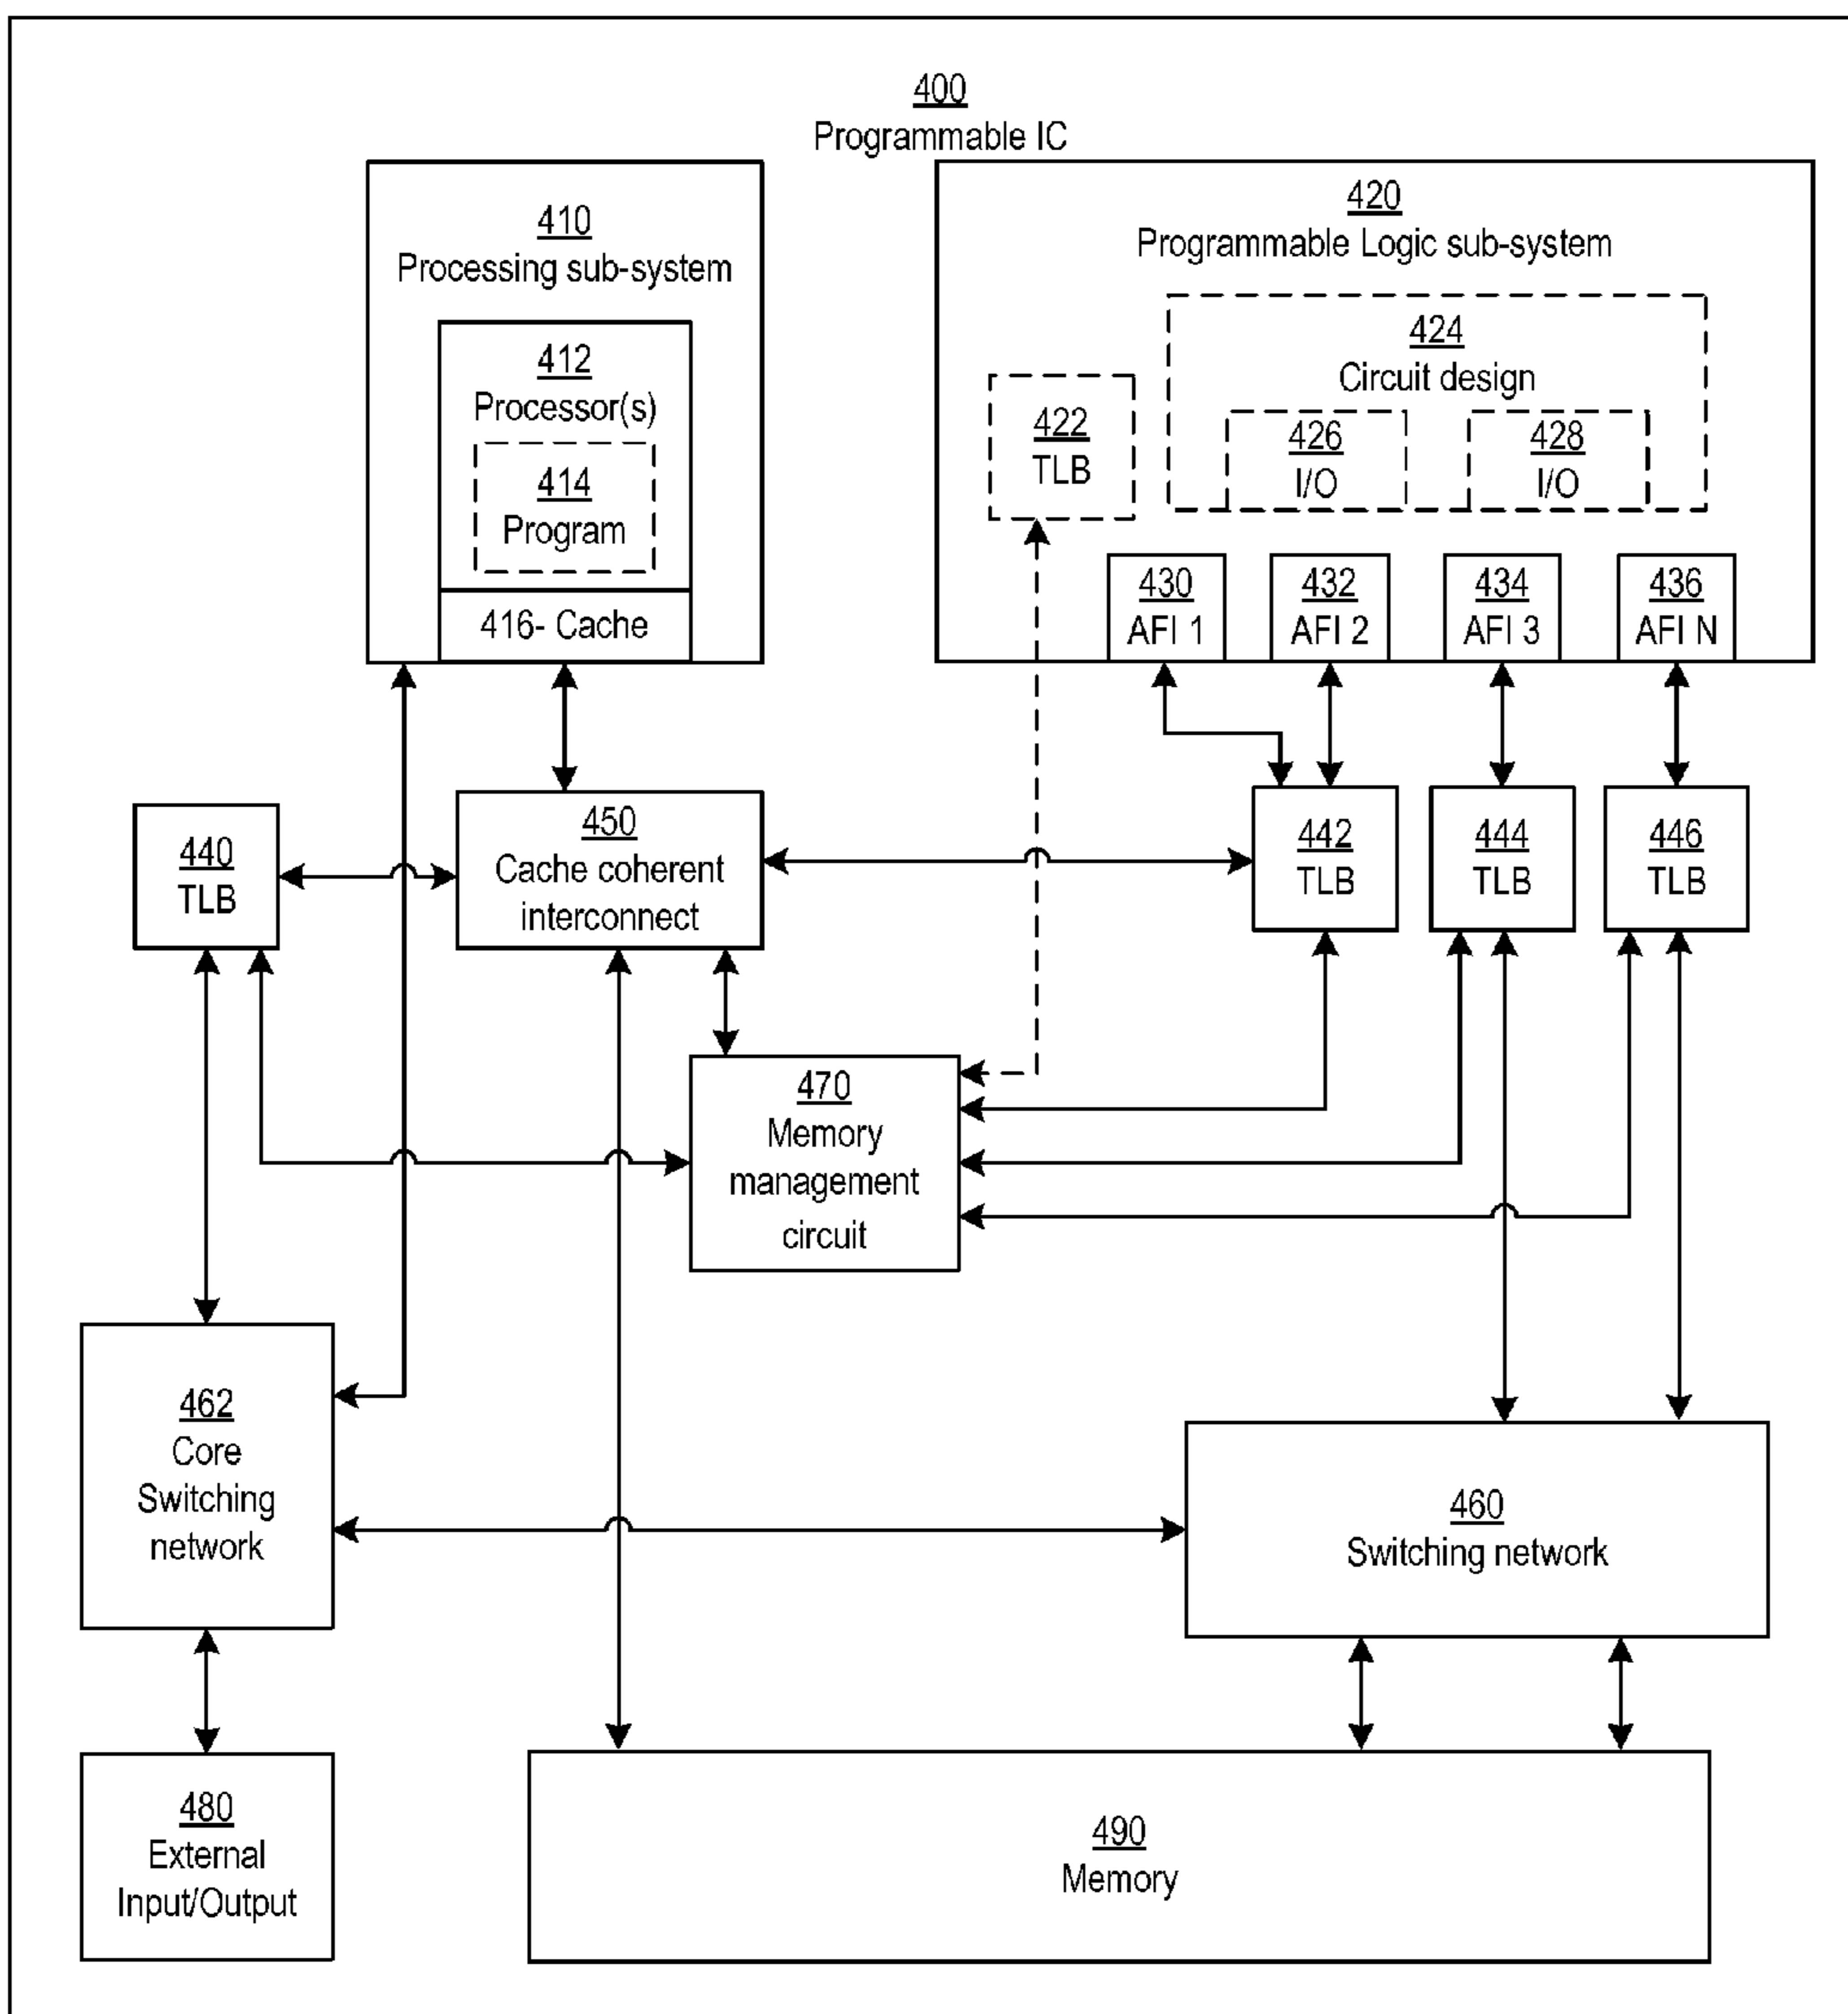 400
Programmable IC
410
Processing sub-system
412
Processor(s)
414
Program
416- Cache
420
Programmable Logic sub-system
422
TLB
424
Circuit design
426
I/O
428
I/O
430
AFI 1
432
AFI 2
434
AFI 3
436
AFI N
440
TLB
450
Cache coherent
interconnect
442
TLB
444
TLB
446
TLB
470
Memory
management
circuit
462
Core
Switching
network
460
Switching network
480
External
Input/Output
490
Memory